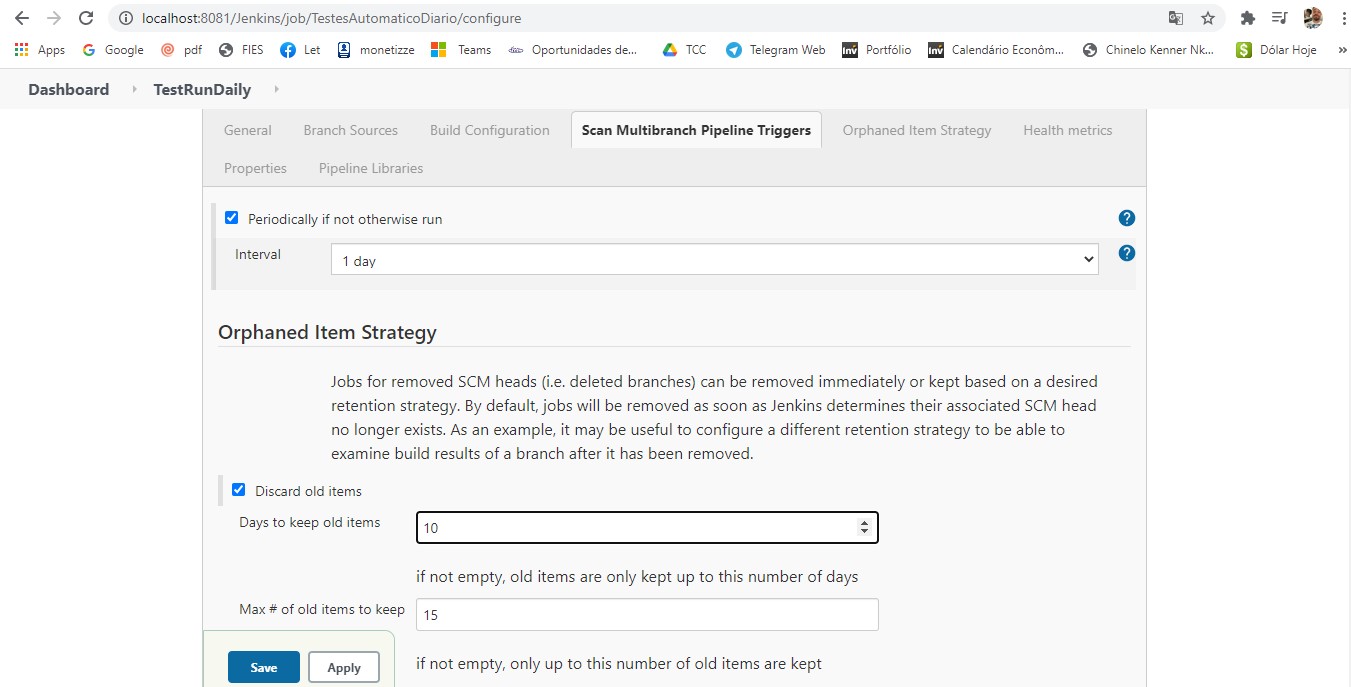 localhost:8081/Jenkins/job/TestesAutomaticoDiario/configure
Apps Google pdf FIES Let monetizze Teams Oportunidades de... TCC Telegram Web Inv Portfólio Inv Calendário Econôm... Chinelo Kenner Nk... $ Dólar Hoje »
Dashboard TestRunDaily
General Branch Sources Build Configuration Scan Multibranch Pipeline Triggers Orphaned Item Strategy Health metrics
Properties Pipeline Libraries
Periodically if not otherwise run ?
Interval 1 day ?
Orphaned Item Strategy
Jobs for removed SCM heads (i.e. deleted branches) can be removed immediately or kept based on a desired
retention strategy. By default, jobs will be removed as soon as Jenkins determines their associated SCM head
no longer exists. As an example, it may be useful to configure a different retention strategy to be able to
examine build results of a branch after it has been removed.
Discard old items
Days to keep old items 10
if not empty, old items are only kept up to this number of days
Max # of old items to keep 15
if not empty, only up to this number of old items are kept
Save Apply